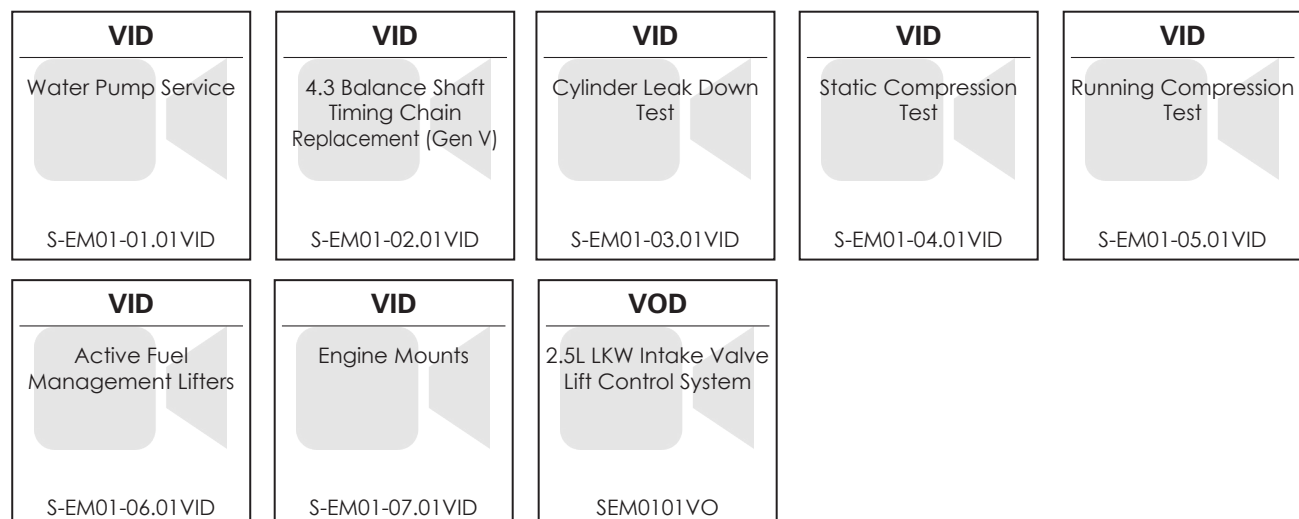 VID
Water Pump Service
S-EM01-01.01VID
VID
4.3 Balance Shaft
Timing Chain
Replacement (Gen V)
S-EM01-02.01VID
VID
Cylinder Leak Down
Test
S-EM01-03.01VID
VID
Static Compression
Test
S-EM01-04.01VID
VID
Running Compression
Test
S-EM01-05.01VID
VID
Active Fuel
Management Lifters
S-EM01-06.01VID
VID
Engine Mounts
S-EM01-07.01VID
VOD
2.5L LKW Intake Valve
Lift Control System
SEM0101VO